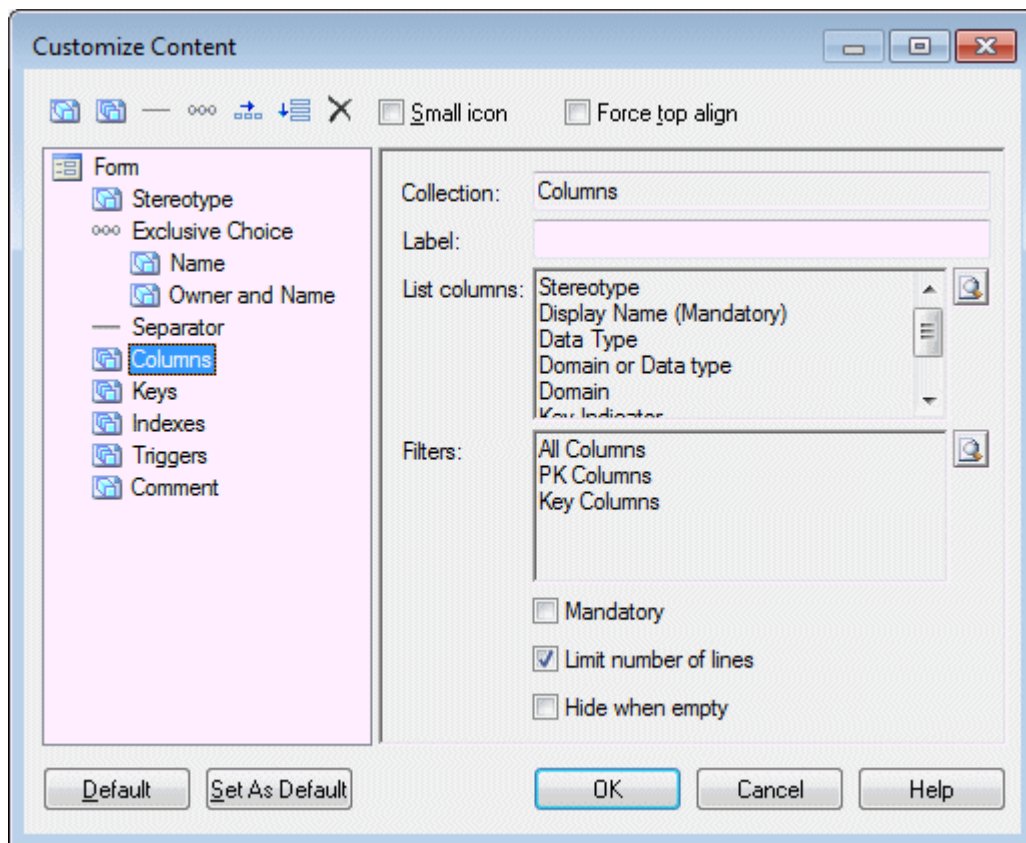 Customize Content
Small icon
Force top align
Form
Stereotype
Exclusive Choice
Name
Owner and Name
Separator
Columns
Keys
Indexes
Triggers
Comment
Collection: Columns
Label:
List columns: Stereotype
Display Name (Mandatory)
Data Type
Domain or Data type
Domain
Key Indicator
Filters: All Columns
PK Columns
Key Columns
Mandatory
Limit number of lines
Hide when empty
Default Set As Default OK Cancel Help